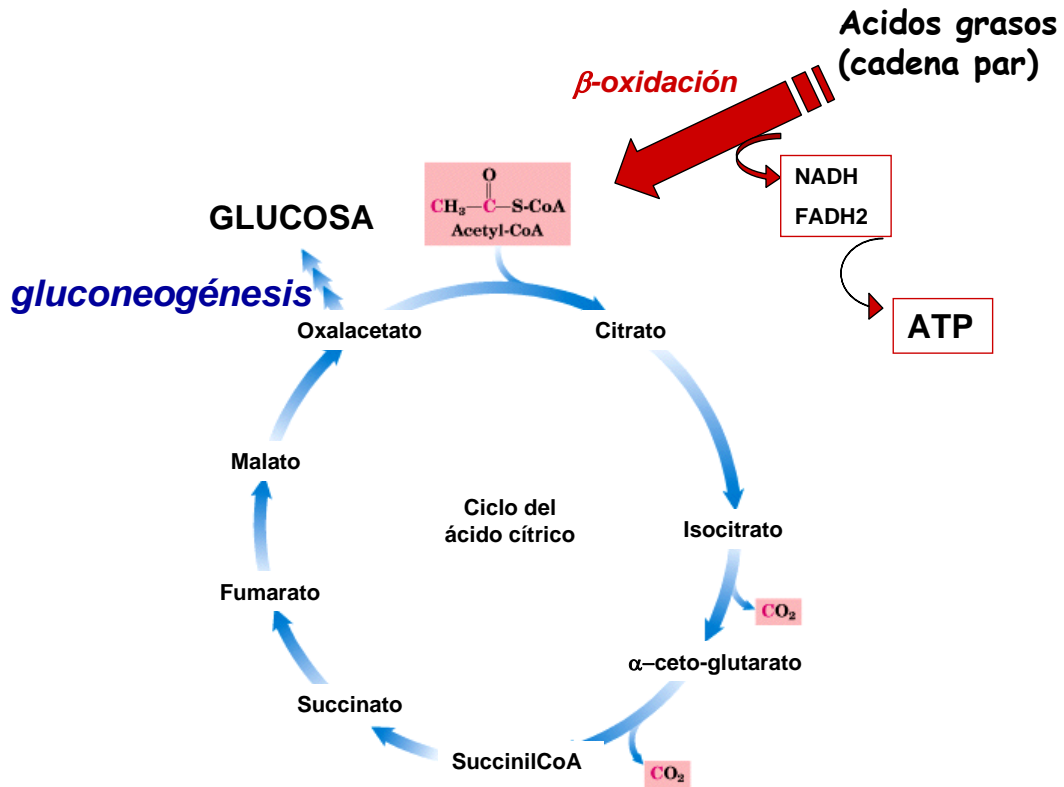 Acidos grasos
(cadena par)
β-oxidación
NADH
FADH2
ATP
O
CH₃—C—S-CoA
Acetyl-CoA
GLUCOSA
gluconeogénesis
Oxalacetato
Citrato
Malato
Ciclo del
ácido cítrico
Isocitrato
Fumarato
CO₂
α–ceto-glutarato
Succinato
SuccinilCoA
CO₂